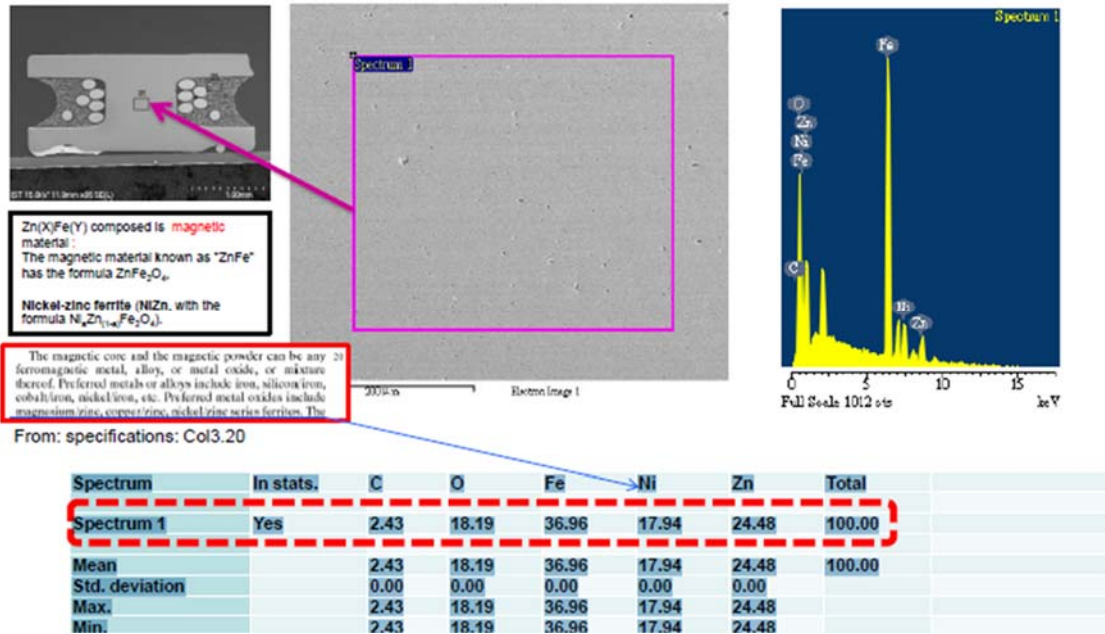 Spectrum 1
Zn(X)Fe(Y) composed is magnetic
material :
The magnetic material known as "ZnFe"
has the formula ZnFe₂O₄.
Nickel-zinc ferrite (NiZn, with the
formula NiₐZn₍₁₋ₐ₎Fe₂O₄).
The magnetic core and the magnetic powder can be any 20
ferromagnetic metal, alloy, or metal oxide, or mixture
thereof. Preferred metals or alloys include iron, silicon/iron,
cobalt/iron, nickel/iron, etc. Preferred metal oxides include
magnesium/zinc, copper/zinc, nickel/zinc series ferrites. The
From: specifications: Col3.20
Electron Image 1
Spectrum 1
Fe
O
Zn
Ni
Fe
C
Ni
Zn
0 5 10 15
Full Scale 1012 cts keV
Spectrum In stats. C O Fe Ni Zn Total
Spectrum 1 Yes 2.43 18.19 36.96 17.94 24.48 100.00
Mean 2.43 18.19 36.96 17.94 24.48 100.00
Std. deviation 0.00 0.00 0.00 0.00 0.00
Max. 2.43 18.19 36.96 17.94 24.48
Min. 2.43 18.19 36.96 17.94 24.48